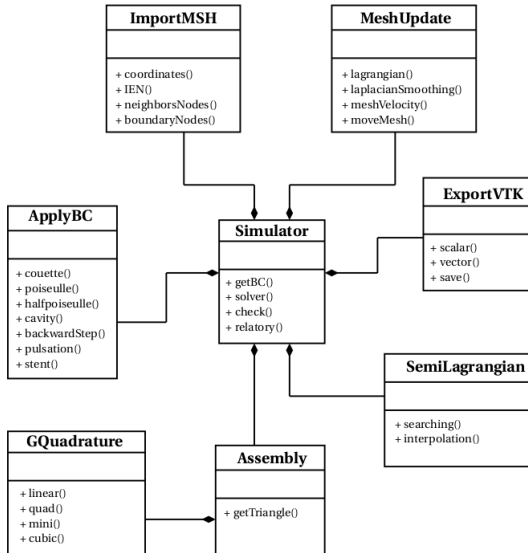 ImportMSH
+ coordinates()
+ IEN()
+ neighborsNodes()
+ boundaryNodes()
MeshUpdate
+ lagrangian()
+ laplacianSmoothing()
+ meshVelocity()
+ moveMesh()
ApplyBC
+ couette()
+ poiseulle()
+ halfpoiseulle()
+ cavity()
+ backwardStep()
+ pulsation()
+ stent()
Simulator
+ getBC()
+ solver()
+ check()
+ relatory()
ExportVTK
+ scalar()
+ vector()
+ save()
SemiLagrangian
+ searching()
+ interpolation()
GQuadrature
+ linear()
+ quad()
+ mini()
+ cubic()
Assembly
+ getTriangle()